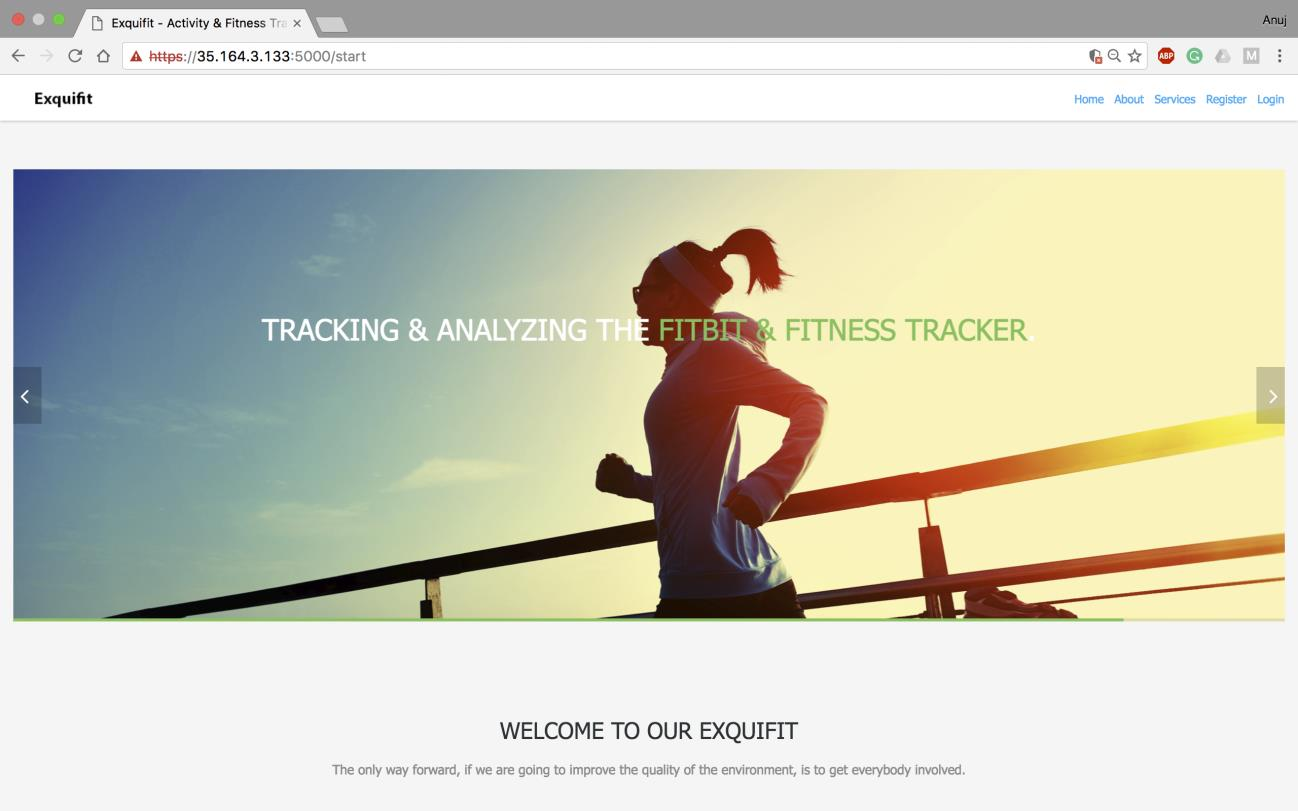 Exquifit - Activity & Fitness Tra
Anuj
https://35.164.3.133:5000/start
ABP
G
M
Exquifit
Home About Services Register Login
TRACKING & ANALYZING THE FITBIT & FITNESS TRACKER.
WELCOME TO OUR EXQUIFIT
The only way forward, if we are going to improve the quality of the environment, is to get everybody involved.